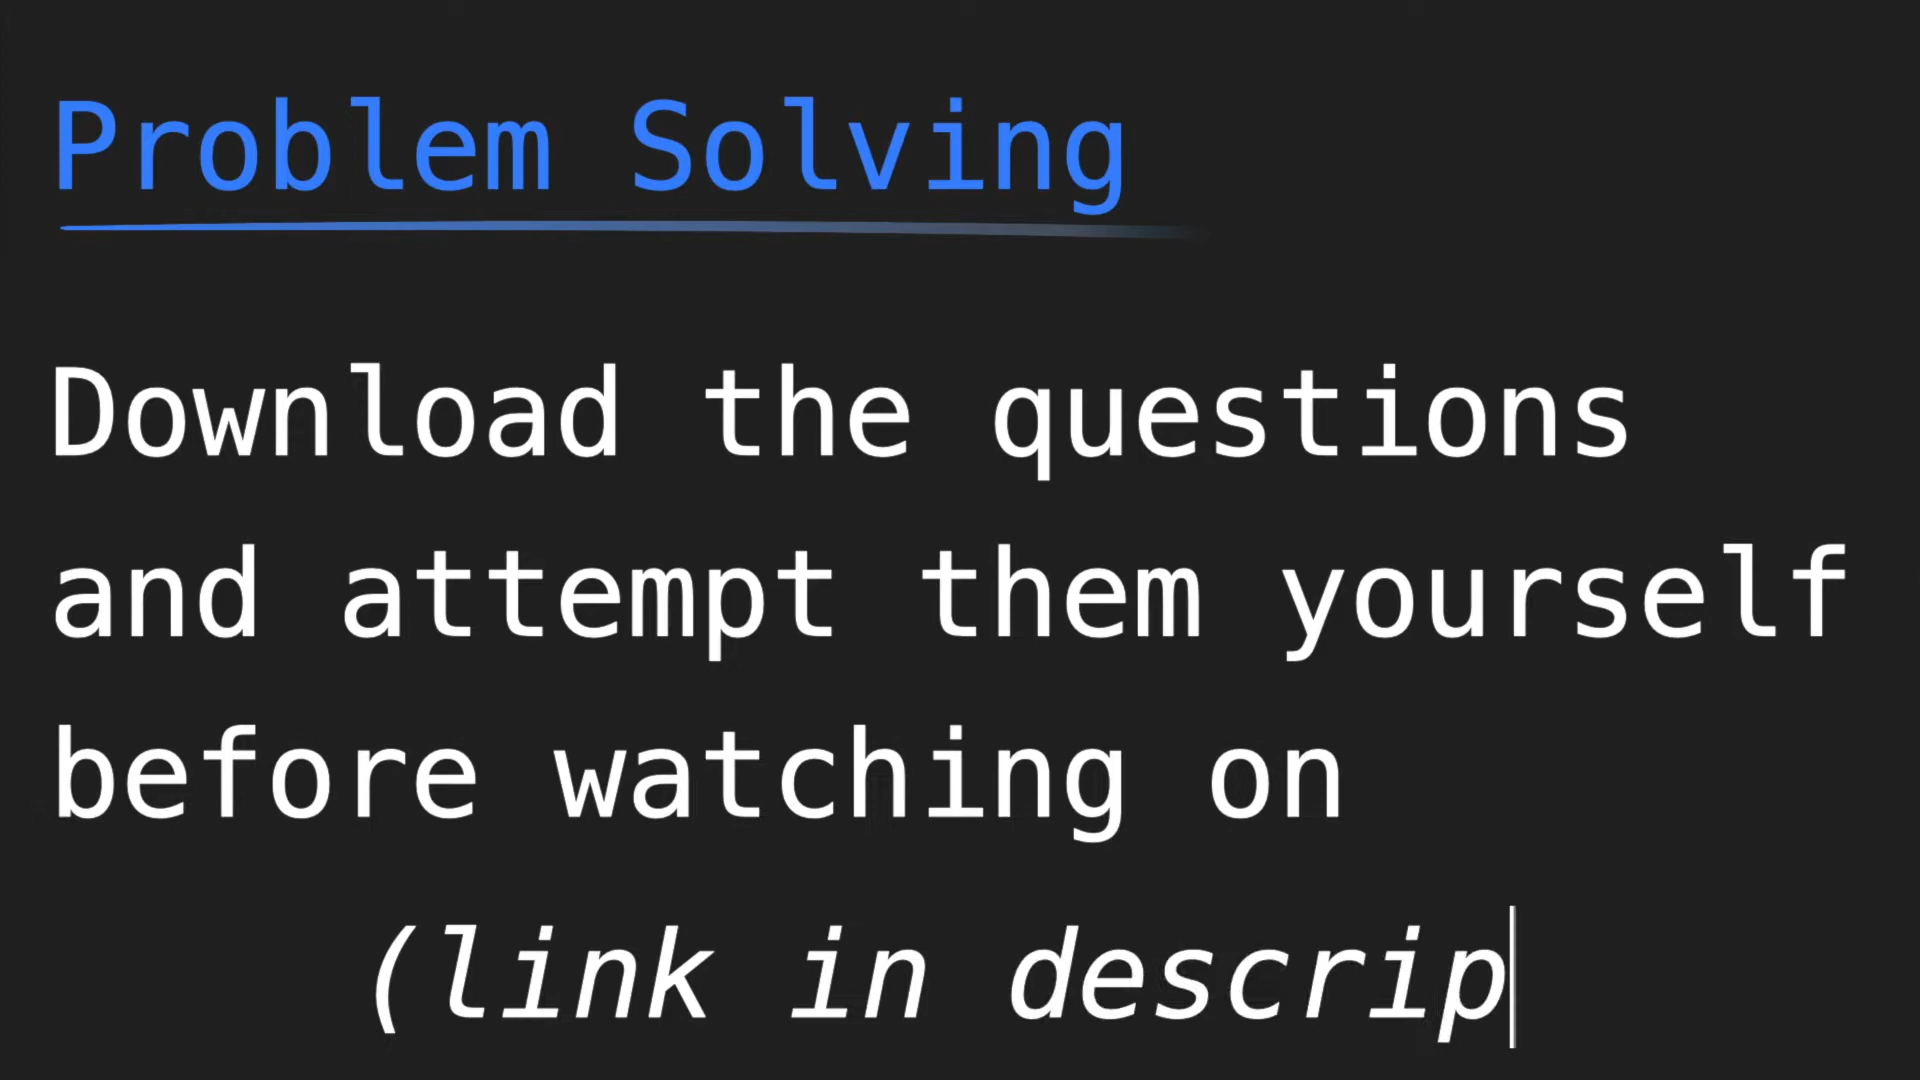 Problem Solving
Download the questions
and attempt them yourself
before watching on
(link in descrip